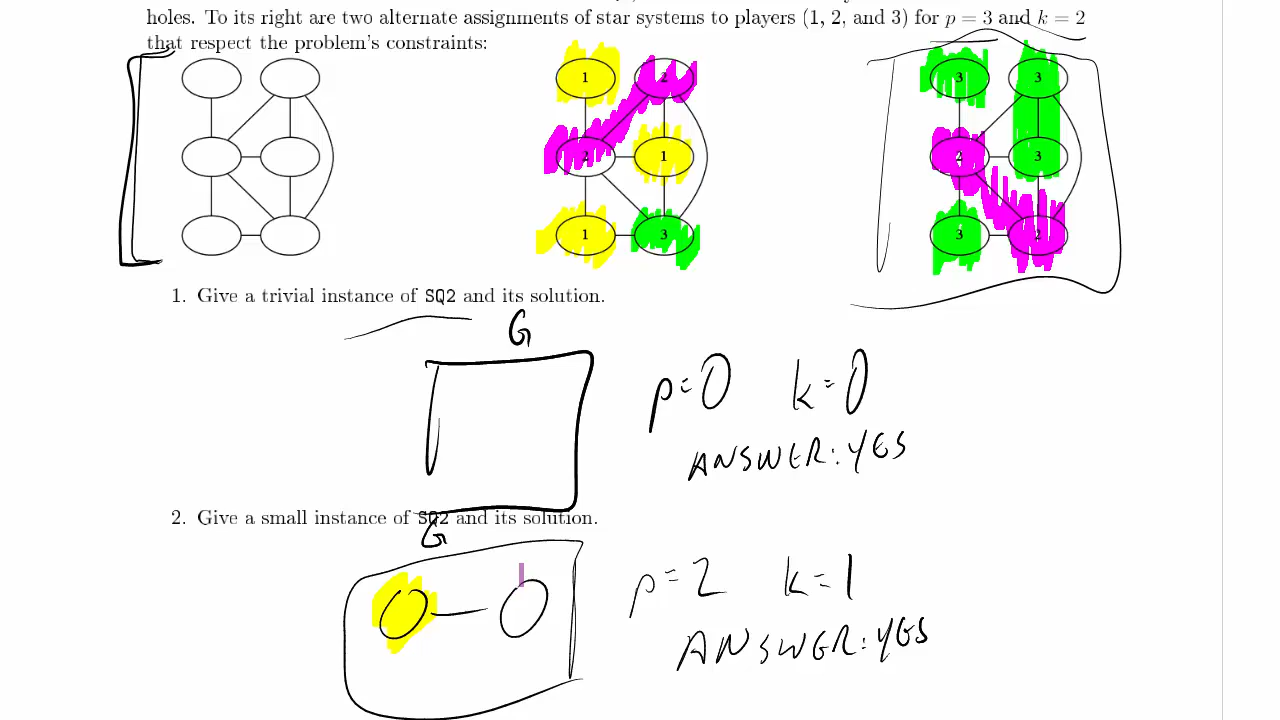 holes. To its right are two alternate assignments of star systems to players (1, 2, and 3) for p = 3 and k = 2
that respect the problem's constraints:
1 2 3 3
2 1 2 3
1 3 3 2
1. Give a trivial instance of SQ2 and its solution.
G
p=0 k=0
ANSWER: YES
2. Give a small instance of SQ2 and its solution.
G
p=2 k=1
ANSWER: YES